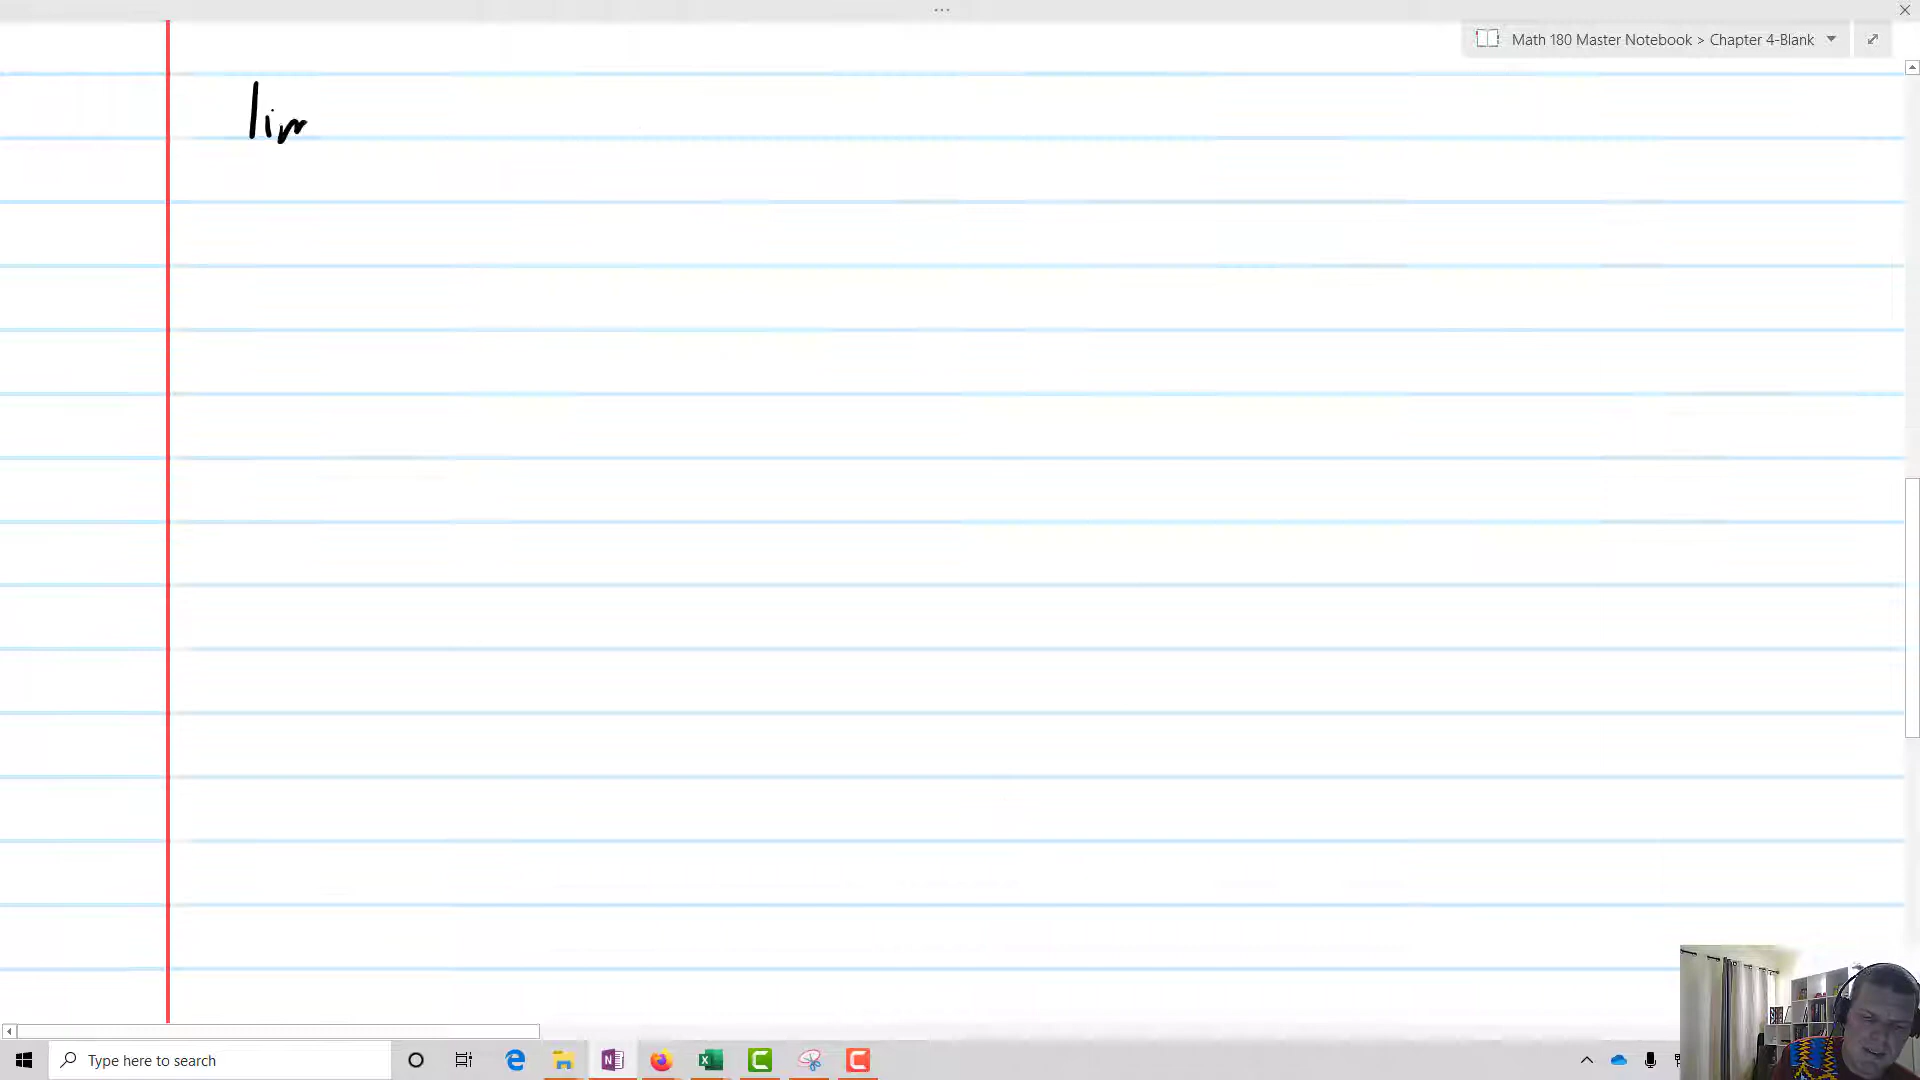 Math 180 Master Notebook > Chapter 4-Blank
lim
Type here to search